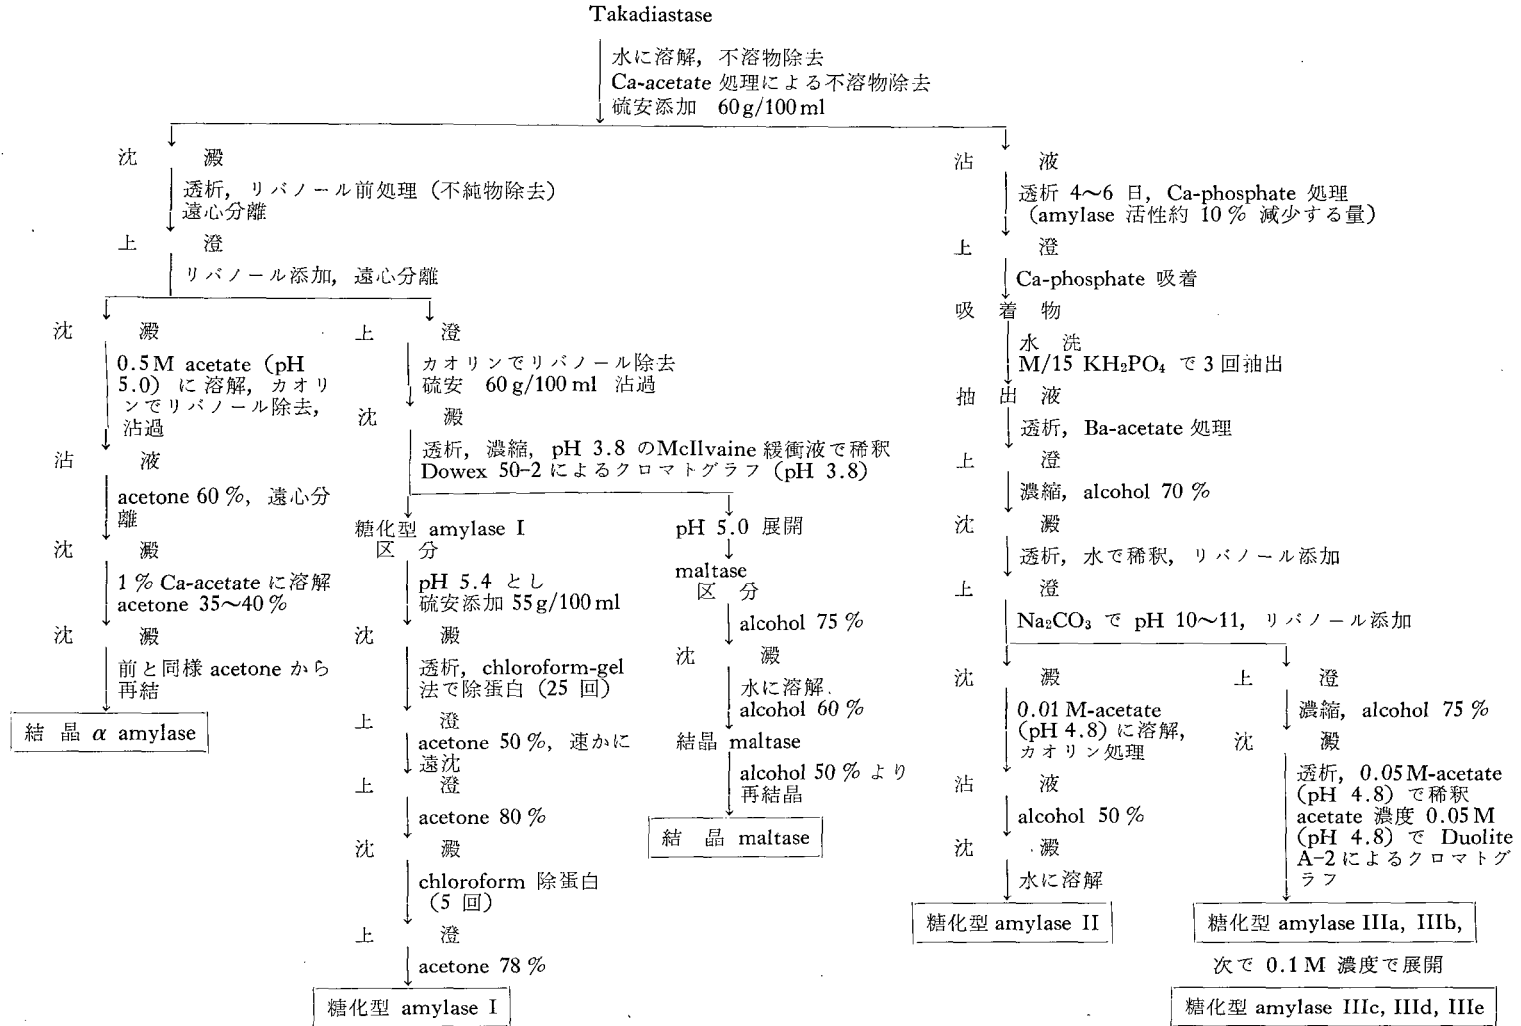 Takadiastase
水に溶解, 不溶物除去
Ca-acetate 処理による不溶物除去
硫安添加 60g/100ml
沈澱
透析, リバノール前処理 (不純物除去)
遠心分離
上澄
リバノール添加, 遠心分離
沈澱
0.5M acetate (pH
5.0) に溶解, カオリ
ンでリバノール除去,
沾過
沾液
acetone 60%, 遠心分
離
沈澱
1% Ca-acetate に溶解
acetone 35〜40%
沈澱
前と同様 acetone から
再結
結晶 α amylase
上澄
カオリンでリバノール除去
硫安 60g/100ml 沾過
沈澱
透析, 濃縮, pH 3.8 のMcIlvaine 緩衝液で稀釈
Dowex 50-2 によるクロマトグラフ (pH 3.8)
糖化型 amylase I
区分
pH 5.4 とし
硫安添加 55g/100ml
沈澱
透析, chloroform-gel
法で除蛋白 (25 回)
上澄
acetone 50%, 速かに
遠沈
上澄
acetone 80%
沈澱
chloroform 除蛋白
(5 回)
上澄
acetone 78%
糖化型 amylase I
pH 5.0 展開
maltase
区分
alcohol 75%
沈澱
水に溶解,
alcohol 60%
結晶 maltase
alcohol 50% より
再結晶
結晶 maltase
沾液
透析 4〜6 日, Ca-phosphate 処理
(amylase 活性約 10% 減少する量)
上澄
Ca-phosphate 吸着
吸着物
水洗
M/15 KH₂PO₄ で 3 回抽出
抽出液
透析, Ba-acetate 処理
上澄
濃縮, alcohol 70%
沈澱
透析, 水で稀釈, リバノール添加
上澄
Na₂CO₃ で pH 10〜11, リバノール添加
沈澱
0.01 M-acetate
(pH 4.8) に溶解,
カオリン処理
沾液
alcohol 50%
沈澱
水に溶解
糖化型 amylase II
上澄
濃縮, alcohol 75%
沈澱
透析, 0.05M-acetate
(pH 4.8) で稀釈
acetate 濃度 0.05M
(pH 4.8) で Duolite
A-2 によるクロマトグ
ラフ
糖化型 amylase IIIa, IIIb,
次で 0.1M 濃度で展開
糖化型 amylase IIIc, IIId, IIIe